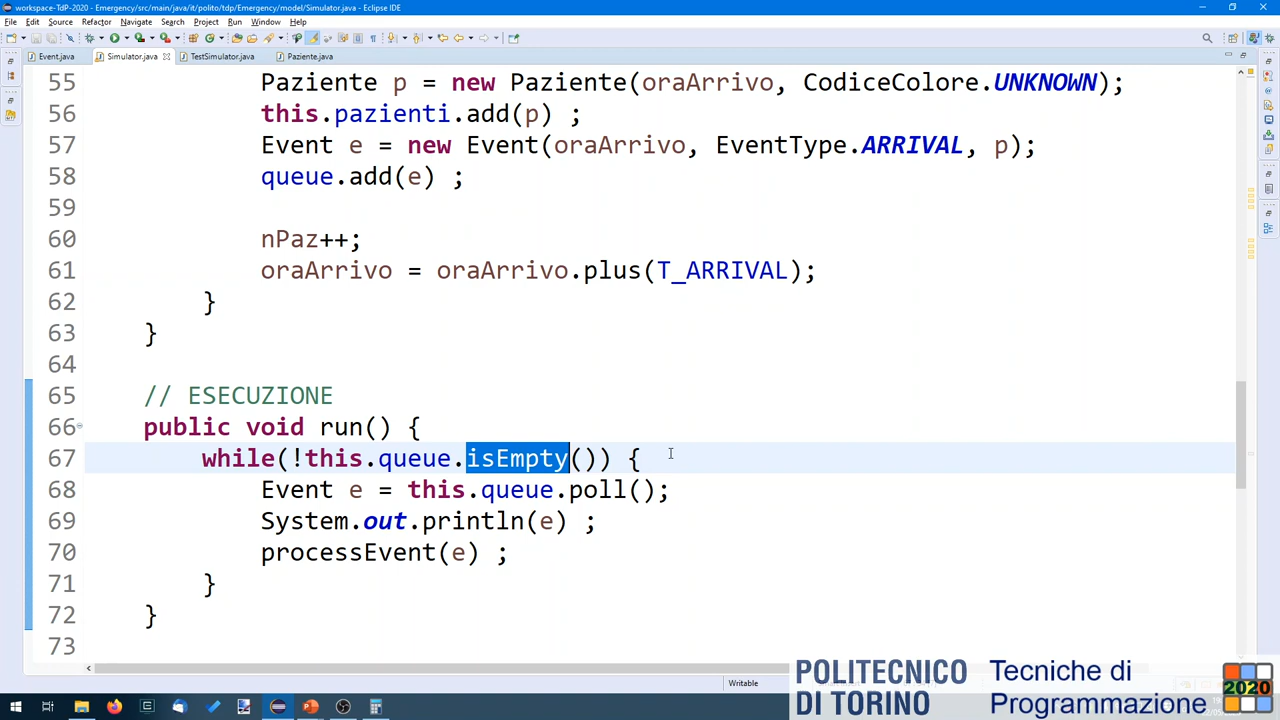 workspace-TdP-2020 - Emergency/src/main/java/it/polito/tdp/Emergency/model/Simulator.java - Eclipse IDE
File Edit Source Refactor Navigate Search Project Run Window Help
Event.java Simulator.java TestSimulator.java Paziente.java
55 Paziente p = new Paziente(oraArrivo, CodiceColore.UNKNOWN);
56 this.pazienti.add(p) ;
57 Event e = new Event(oraArrivo, EventType.ARRIVAL, p);
58 queue.add(e) ;
59
60 nPaz++;
61 oraArrivo = oraArrivo.plus(T_ARRIVAL);
62 }
63 }
64
65 // ESECUZIONE
66 public void run() {
67 while(!this.queue.isEmpty()) {
68 Event e = this.queue.poll();
69 System.out.println(e) ;
70 processEvent(e) ;
71 }
72 }
73
Writable
POLITECNICO
DI TORINO
Tecniche di
Programmazione
2020